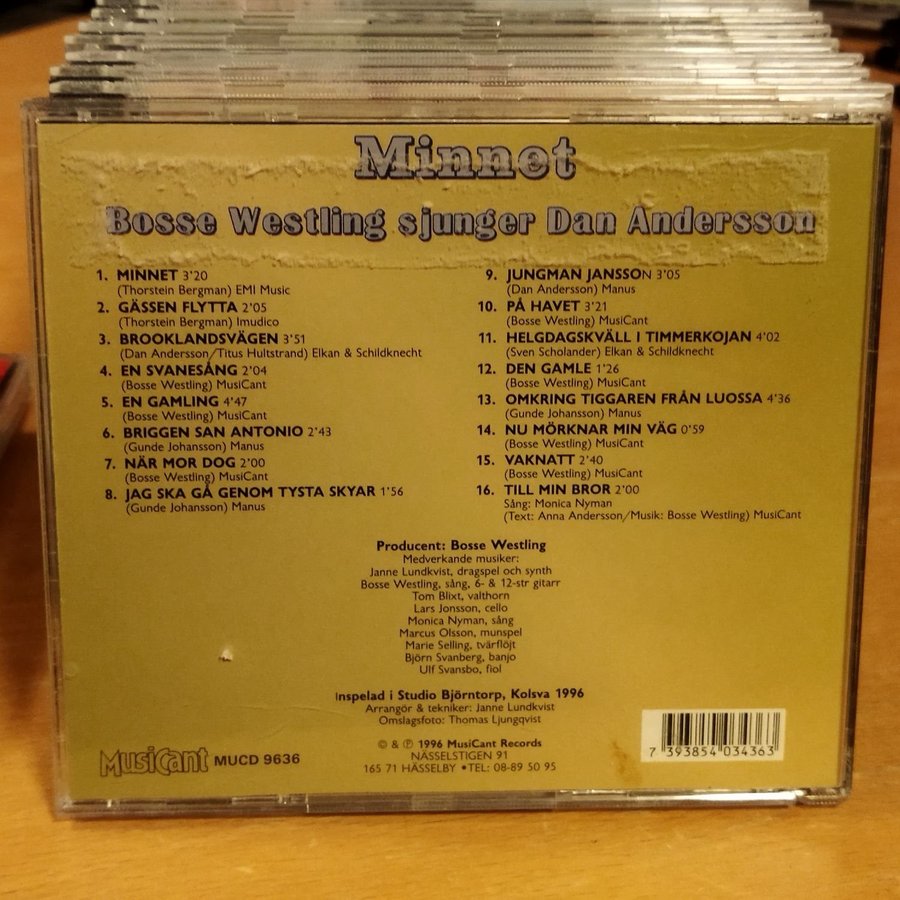 Minnet
Bosse Westling sjunger Dan Andersson
1. MINNET 3'20
(Thorstein Bergman) EMI Music
2. GÄSSEN FLYTTA 2'05
(Thorstein Bergman) Imudico
3. BROOKLANDSVÄGEN 3'51
(Dan Andersson/Titus Hultstrand) Elkan & Schildknecht
4. EN SVANESÅNG 2'04
(Bosse Westling) MusiCant
5. EN GAMLING 4'47
(Bosse Westling) MusiCant
6. BRIGGEN SAN ANTONIO 2'43
(Gunde Johansson) Manus
7. NÄR MOR DOG 2'00
(Bosse Westling) MusiCant
8. JAG SKA GÅ GENOM TYSTA SKYAR 1'56
(Gunde Johansson) Manus
9. JUNGMAN JANSSON 3'05
(Dan Andersson) Manus
10. PÅ HAVET 3'21
(Bosse Westling) MusiCant
11. HELGDAGSKVÄLL I TIMMERKOJAN 4'02
(Sven Scholander) Elkan & Schildknecht
12. DEN GAMLE 1'26
(Bosse Westling) MusiCant
13. OMKRING TIGGAREN FRÅN LUOSSA 4'36
(Gunde Johansson) Manus
14. NU MÖRKNAR MIN VÄG 0'59
(Bosse Westling) MusiCant
15. VAKNATT 2'40
(Bosse Westling) MusiCant
16. TILL MIN BROR 2'00
Sång: Monica Nyman
(Text: Anna Andersson/Musik: Bosse Westling) MusiCant
Producent: Bosse Westling
Medverkande musiker:
Janne Lundkvist, dragspel och synth
Bosse Westling, sång, 6- & 12-str gitarr
Tom Blixt, valthorn
Lars Jonsson, cello
Monica Nyman, sång
Marcus Olsson, munspel
Marie Selling, tvärflöjt
Björn Svanberg, banjo
Ulf Svansbo, fiol
Inspelad i Studio Björntorp, Kolsva 1996
Arrangör & tekniker: Janne Lundkvist
Omslagsfoto: Thomas Ljungqvist
© & ℗ 1996 MusiCant Records
NÄSSELSTIGEN 91
165 71 HÄSSELBY • TEL: 08-89 50 95
MusiCant MUCD 9636
7 393854 034363